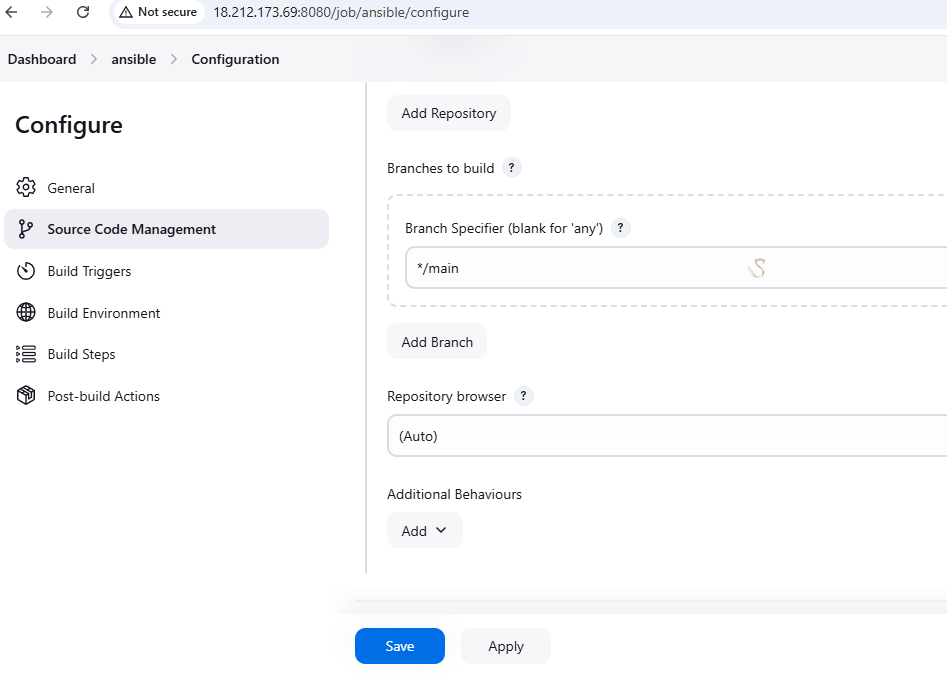 Not secure 18.212.173.69:8080/job/ansible/configure
Dashboard > ansible > Configuration
Configure
General
Source Code Management
Build Triggers
Build Environment
Build Steps
Post-build Actions
Add Repository
Branches to build ?
Branch Specifier (blank for 'any') ?
*/main
Add Branch
Repository browser ?
(Auto)
Additional Behaviours
Add
Save Apply